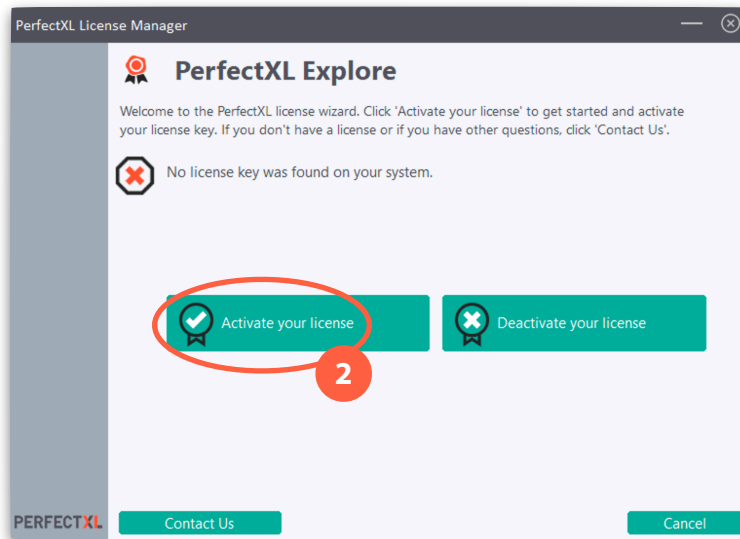 PerfectXL License Manager
PerfectXL Explore
Welcome to the PerfectXL license wizard. Click 'Activate your license' to get started and activate
your license key. If you don't have a license or if you have other questions, click 'Contact Us'.
No license key was found on your system.
Activate your license
Deactivate your license
2
PERFECTXL
Contact Us
Cancel